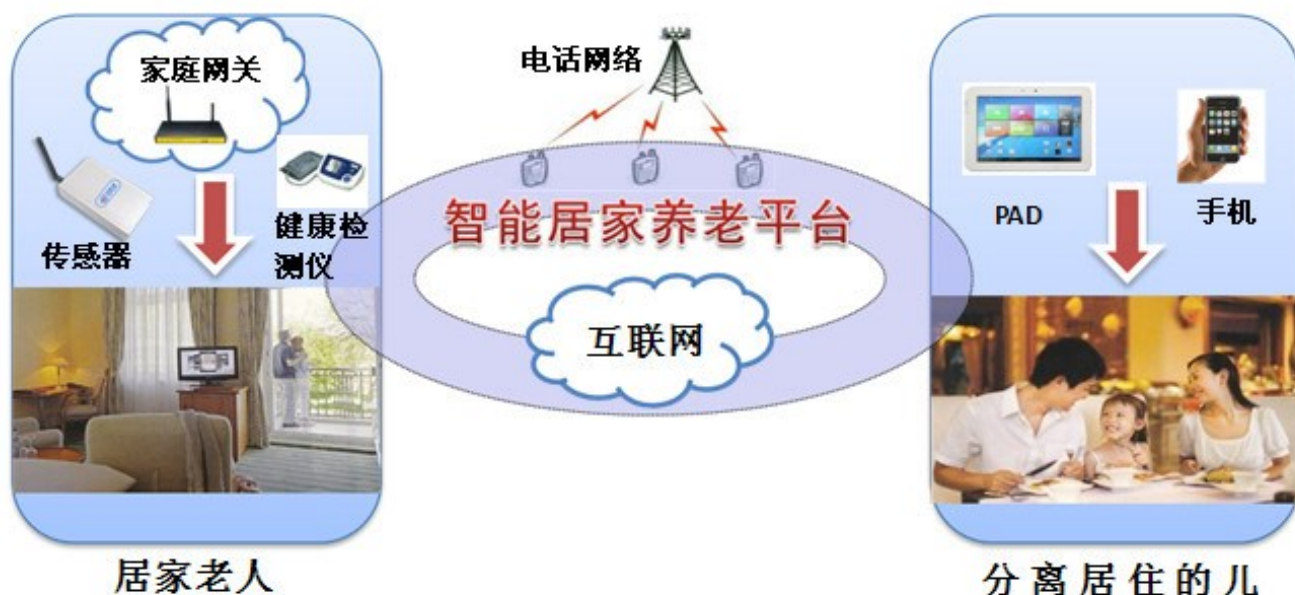 家庭网关
电话网络
传感器
健康检
测仪
PAD
手机
智能居家养老平台
互联网
居家老人
分离居住的儿